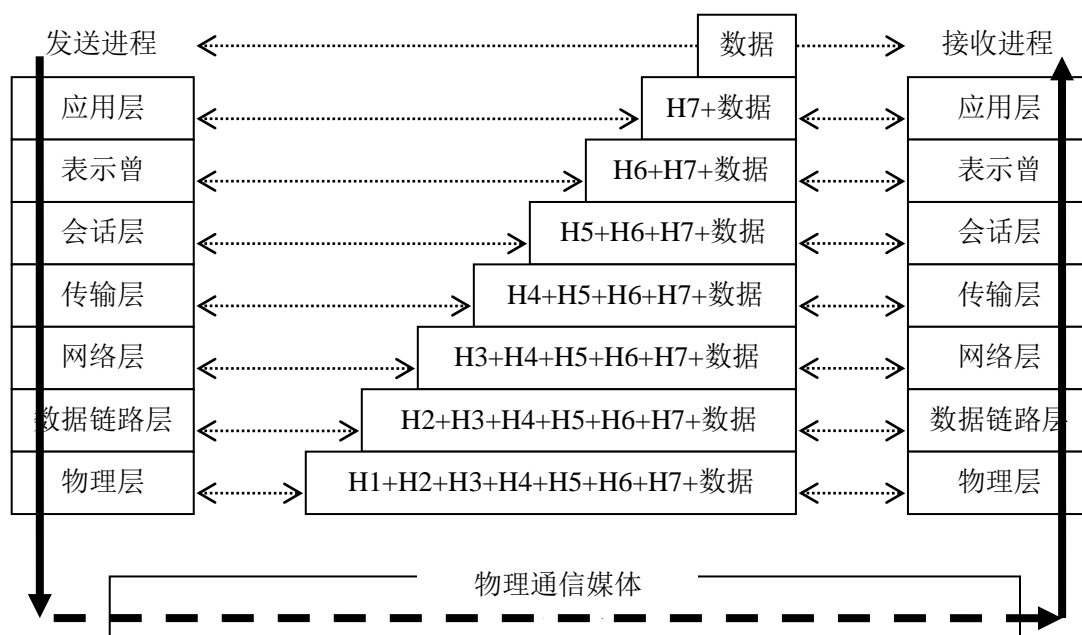 发送进程 数据 接收进程
应用层 H7+数据 应用层
表示曾 H6+H7+数据 表示曾
会话层 H5+H6+H7+数据 会话层
传输层 H4+H5+H6+H7+数据 传输层
网络层 H3+H4+H5+H6+H7+数据 网络层
数据链路层 H2+H3+H4+H5+H6+H7+数据 数据链路层
物理层 H1+H2+H3+H4+H5+H6+H7+数据 物理层
物理通信媒体